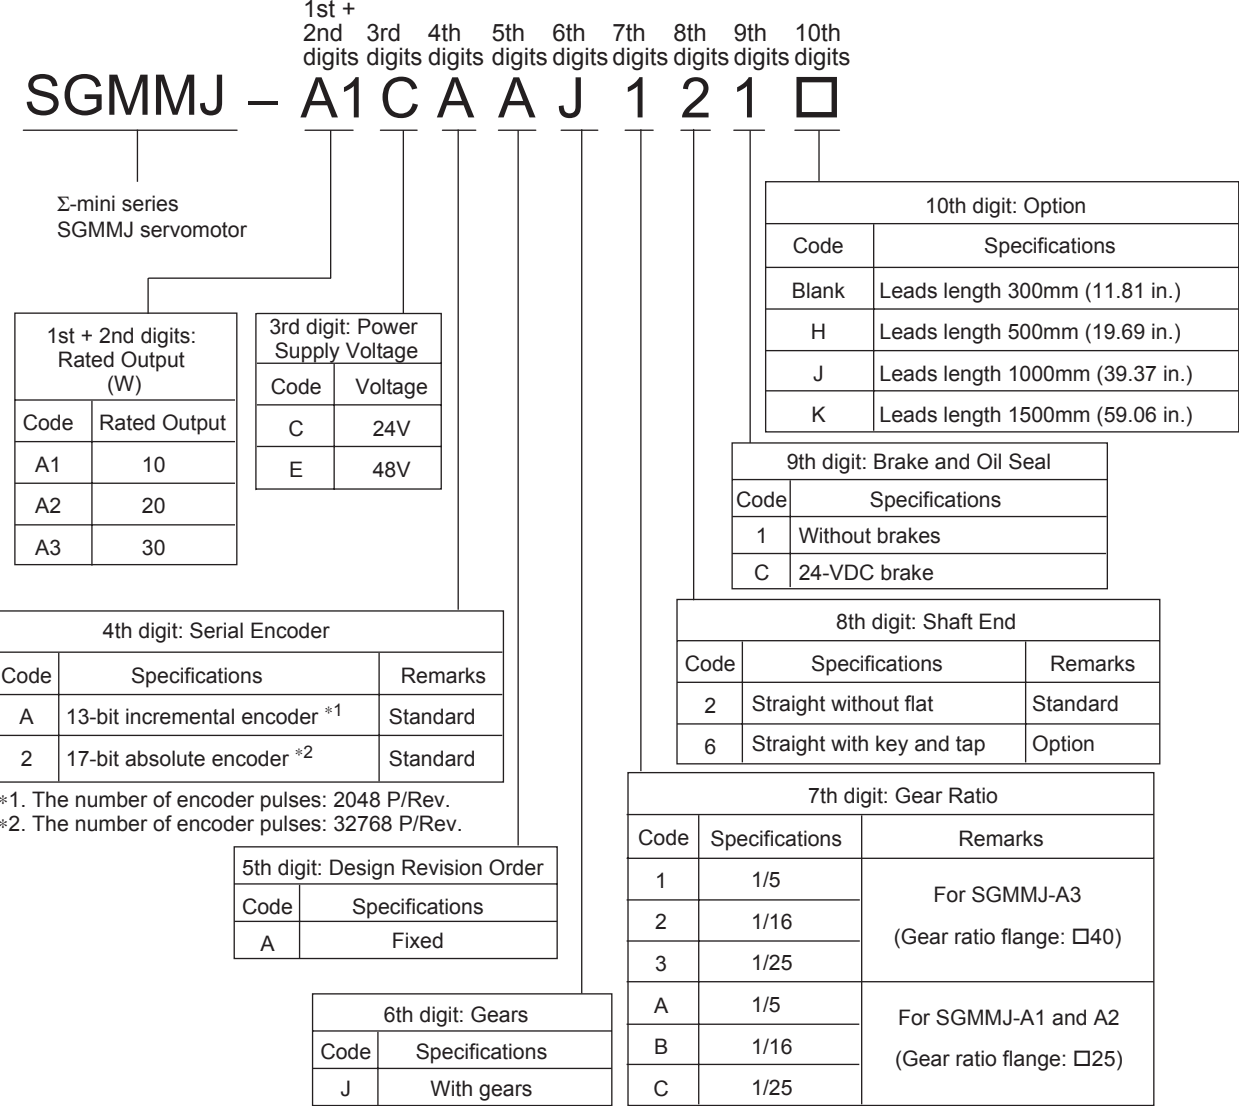 1st +
2nd 3rd 4th 5th 6th 7th 8th 9th 10th
digits digits digits digits digits digits digits digits digits
SGMMJ – A1 C A A J 1 2 1 □
Σ-mini series
SGMMJ servomotor
10th digit: Option
Code Specifications
Blank Leads length 300mm (11.81 in.)
H Leads length 500mm (19.69 in.)
J Leads length 1000mm (39.37 in.)
K Leads length 1500mm (59.06 in.)
1st + 2nd digits:
Rated Output
(W)
Code Rated Output
A1 10
A2 20
A3 30
3rd digit: Power
Supply Voltage
Code Voltage
C 24V
E 48V
9th digit: Brake and Oil Seal
Code Specifications
1 Without brakes
C 24-VDC brake
4th digit: Serial Encoder
Code Specifications Remarks
A 13-bit incremental encoder *1 Standard
2 17-bit absolute encoder *2 Standard
*1. The number of encoder pulses: 2048 P/Rev.
*2. The number of encoder pulses: 32768 P/Rev.
8th digit: Shaft End
Code Specifications Remarks
2 Straight without flat Standard
6 Straight with key and tap Option
7th digit: Gear Ratio
Code Specifications Remarks
1 1/5
2 1/16
3 1/25
For SGMMJ-A3
(Gear ratio flange: □40)
A 1/5
B 1/16
C 1/25
For SGMMJ-A1 and A2
(Gear ratio flange: □25)
5th digit: Design Revision Order
Code Specifications
A Fixed
6th digit: Gears
Code Specifications
J With gears